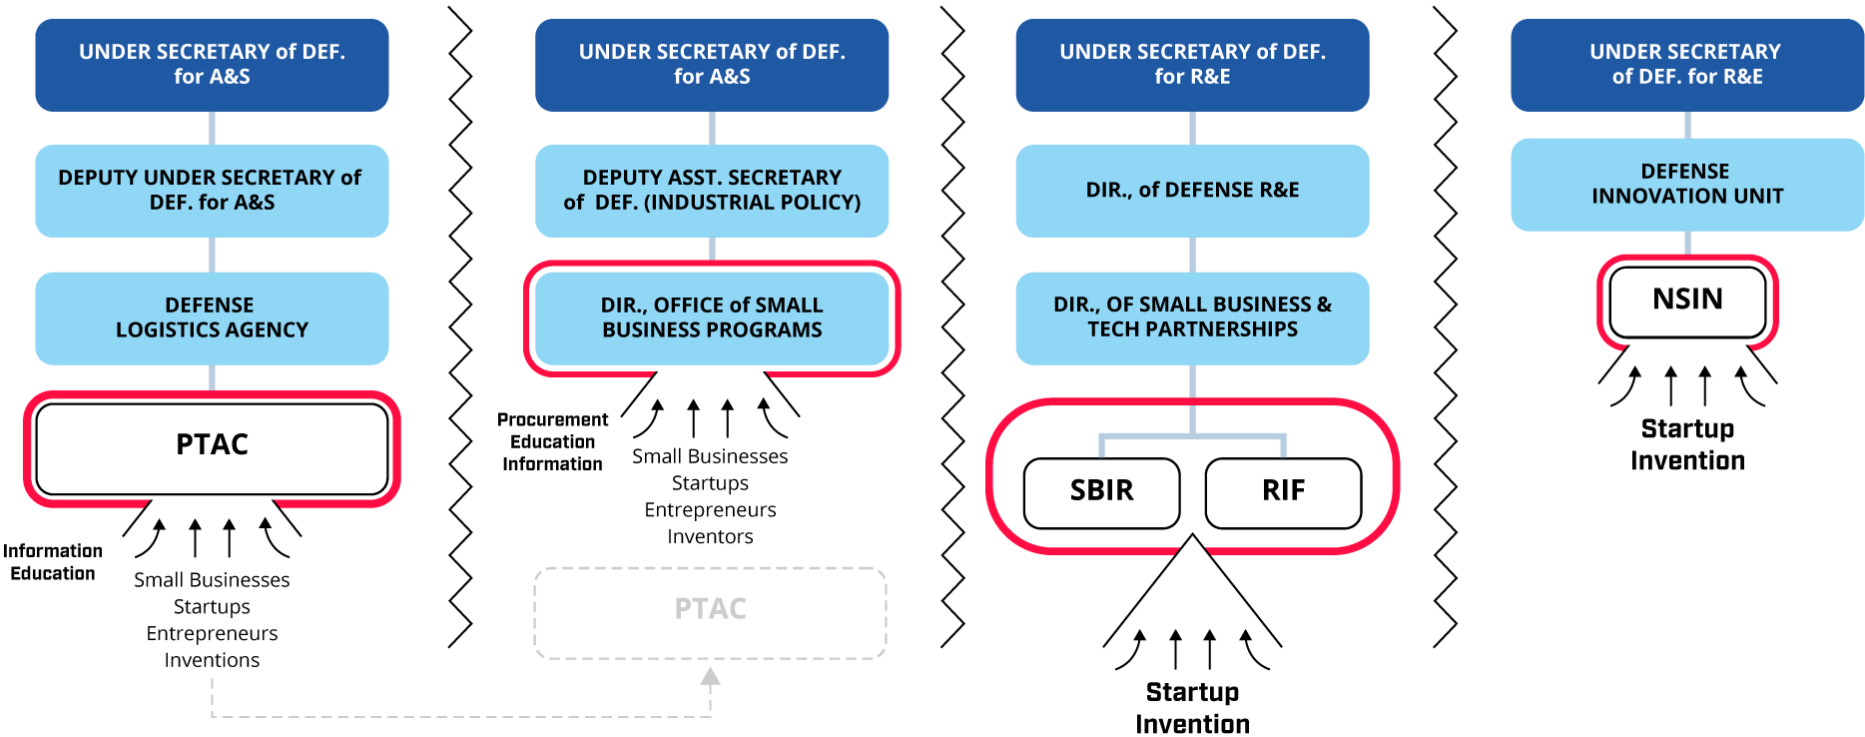 UNDER SECRETARY of DEF.
for A&S
DEPUTY UNDER SECRETARY of
DEF. for A&S
DEFENSE
LOGISTICS AGENCY
PTAC
Information
Education
Small Businesses
Startups
Entrepreneurs
Inventions
UNDER SECRETARY of DEF.
for A&S
DEPUTY ASST. SECRETARY
of DEF. (INDUSTRIAL POLICY)
DIR., OFFICE of SMALL
BUSINESS PROGRAMS
Procurement
Education
Information
Small Businesses
Startups
Entrepreneurs
Inventors
PTAC
UNDER SECRETARY of DEF.
for R&E
DIR., of DEFENSE R&E
DIR., OF SMALL BUSINESS &
TECH PARTNERSHIPS
SBIR
RIF
Startup
Invention
UNDER SECRETARY
of DEF. for R&E
DEFENSE
INNOVATION UNIT
NSIN
Startup
Invention